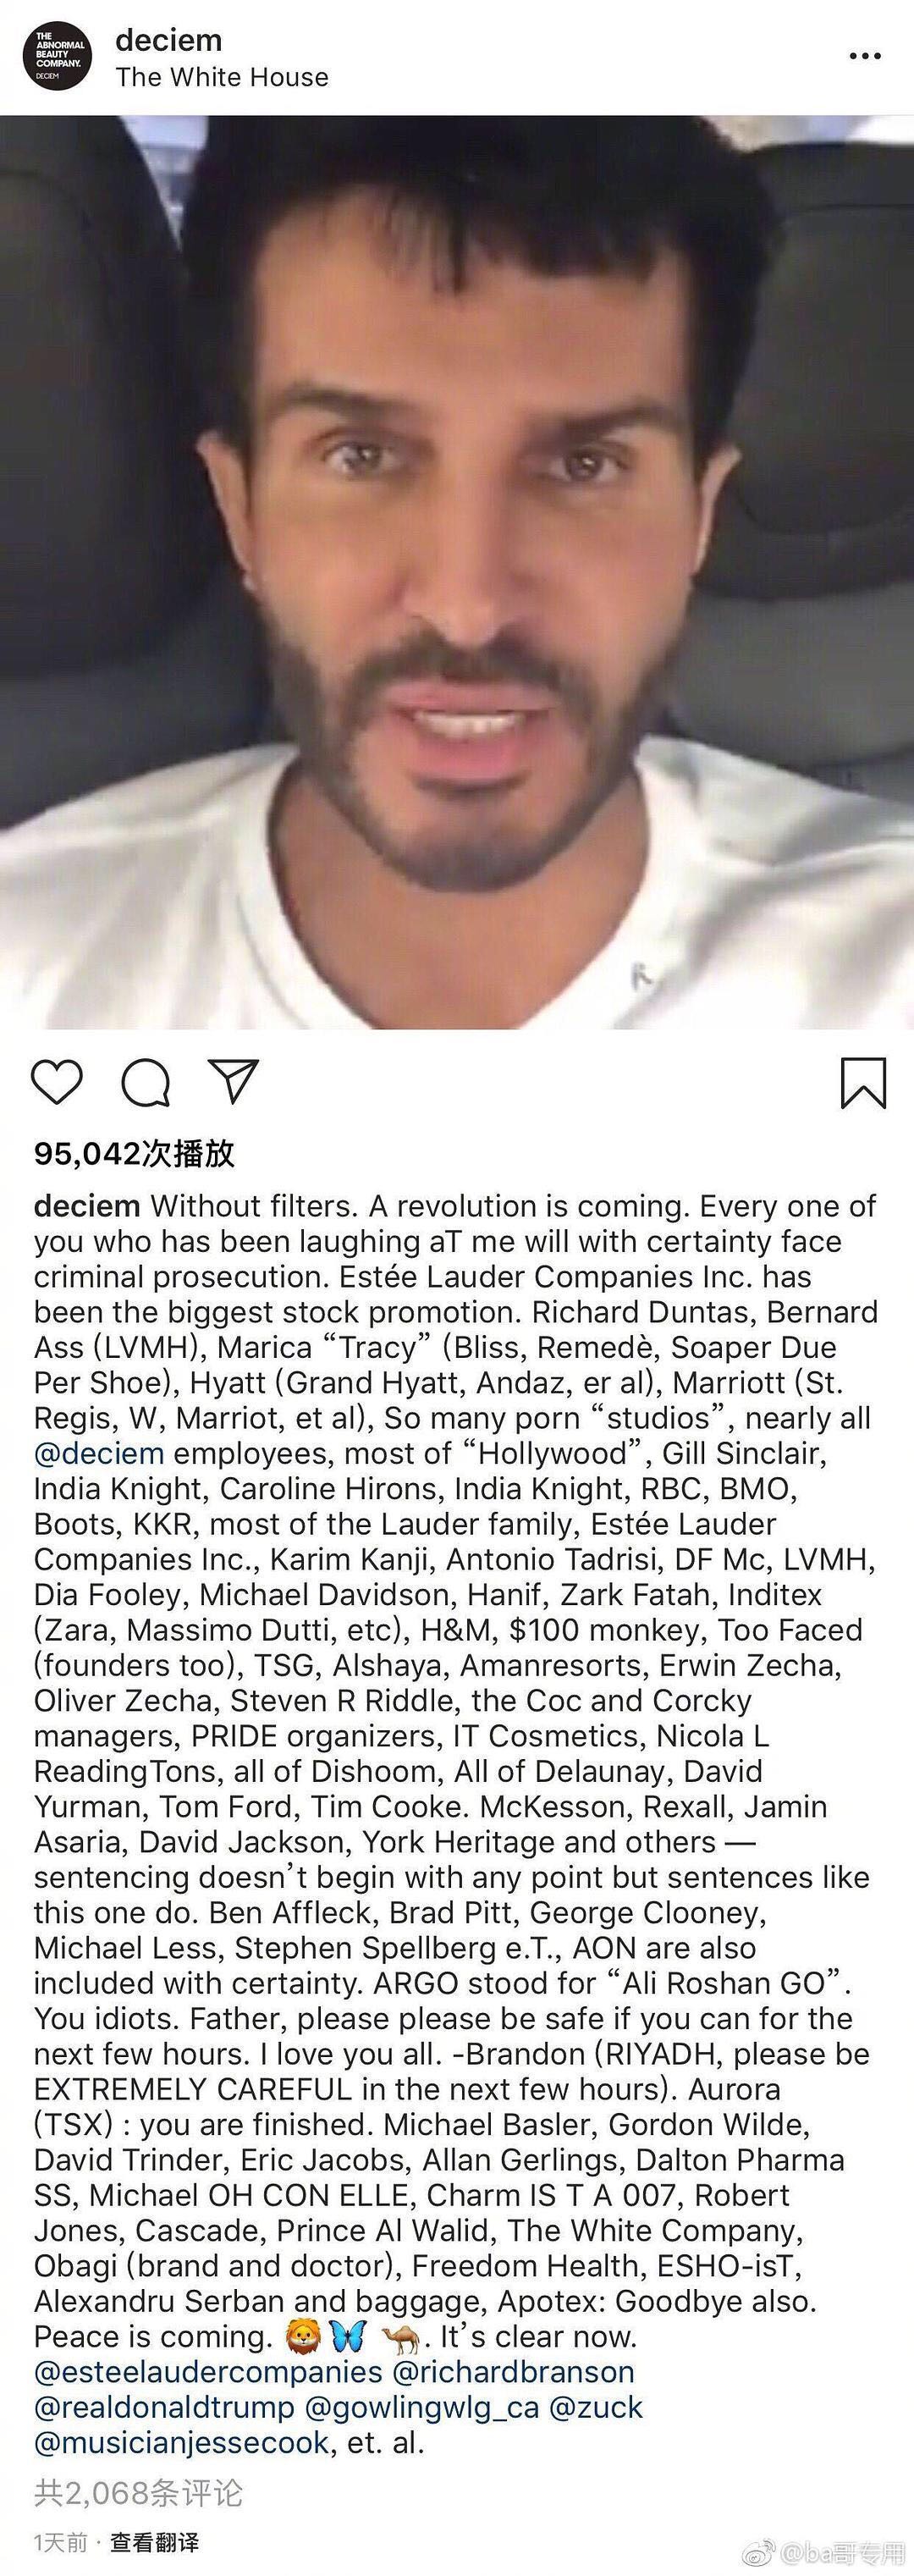 THE
ABNORMAL
BEAUTY
COMPANY.
DECIEM
deciem
The White House
R
95,042次播放
deciem Without filters. A revolution is coming. Every one of
you who has been laughing aT me will with certainty face
criminal prosecution. Estée Lauder Companies Inc. has
been the biggest stock promotion. Richard Duntas, Bernard
Ass (LVMH), Marica “Tracy” (Bliss, Remedè, Soaper Due
Per Shoe), Hyatt (Grand Hyatt, Andaz, er al), Marriott (St.
Regis, W, Marriot, et al), So many porn “studios”, nearly all
@deciem employees, most of “Hollywood”, Gill Sinclair,
India Knight, Caroline Hirons, India Knight, RBC, BMO,
Boots, KKR, most of the Lauder family, Estée Lauder
Companies Inc., Karim Kanji, Antonio Tadrisi, DF Mc, LVMH,
Dia Fooley, Michael Davidson, Hanif, Zark Fatah, Inditex
(Zara, Massimo Dutti, etc), H&M, $100 monkey, Too Faced
(founders too), TSG, Alshaya, Amanresorts, Erwin Zecha,
Oliver Zecha, Steven R Riddle, the Coc and Corcky
managers, PRIDE organizers, IT Cosmetics, Nicola L
ReadingTons, all of Dishoom, All of Delaunay, David
Yurman, Tom Ford, Tim Cooke. McKesson, Rexall, Jamin
Asaria, David Jackson, York Heritage and others —
sentencing doesn’t begin with any point but sentences like
this one do. Ben Affleck, Brad Pitt, George Clooney,
Michael Less, Stephen Spellberg e.T., AON are also
included with certainty. ARGO stood for “Ali Roshan GO”.
You idiots. Father, please please be safe if you can for the
next few hours. I love you all. -Brandon (RIYADH, please be
EXTREMELY CAREFUL in the next few hours). Aurora
(TSX) : you are finished. Michael Basler, Gordon Wilde,
David Trinder, Eric Jacobs, Allan Gerlings, Dalton Pharma
SS, Michael OH CON ELLE, Charm IS T A 007, Robert
Jones, Cascade, Prince Al Walid, The White Company,
Obagi (brand and doctor), Freedom Health, ESHO-isT,
Alexandru Serban and baggage, Apotex: Goodbye also.
Peace is coming. 🦁🦋 🐪. It’s clear now.
@esteelaudercompanies @richardbranson
@realdonaldtrump @gowlingwlg_ca @zuck
@musicianjessecook, et. al.
共2,068条评论
1天前 · 查看翻译
@ba哥专用